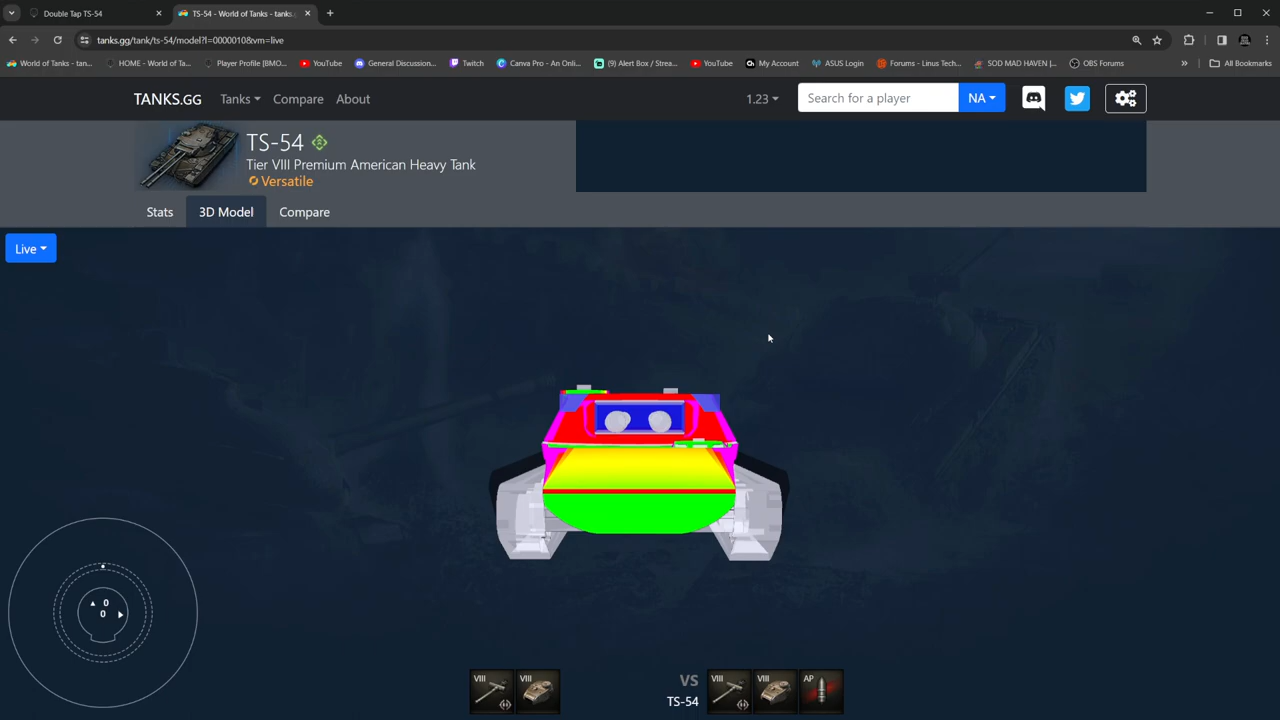 Double Tap TS-54
TS-54 - World of Tanks - tanks.
tanks.gg/tank/ts-54/model?l=0000010&vm=live
World of Tanks - tan...
HOME - World of Ta...
Player Profile [BMO...
YouTube
General Discussion...
Twitch
Canva Pro - An Onli...
(9) Alert Box / Strea...
YouTube
My Account
ASUS Login
Forums - Linus Tech...
SOD MAD HAVEN |...
OBS Forums
»
All Bookmarks
TANKS.GG
Tanks
Compare
About
1.23
Search for a player
NA
TS-54
Tier VIII Premium American Heavy Tank
Versatile
Stats
3D Model
Compare
Live
0
0
VIII
VIII
VS
TS-54
VIII
VIII
AP